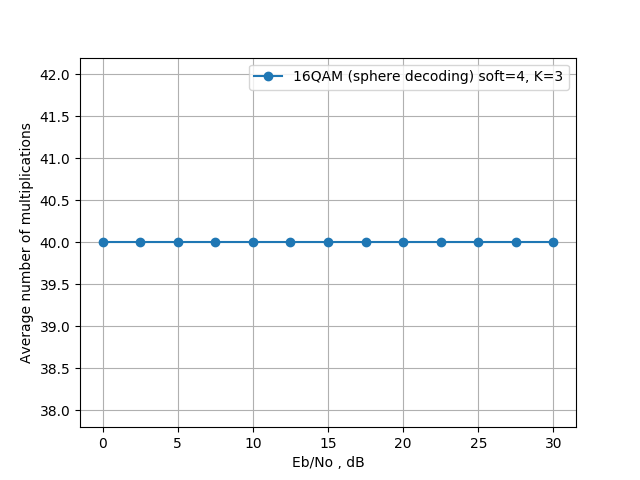 16QAM (sphere decoding) soft=4, K=3
42.0
41.5
41.0
40.5
40.0
39.5
39.0
38.5
38.0
Average number of multiplications
0 5 10 15 20 25 30
Eb/No , dB